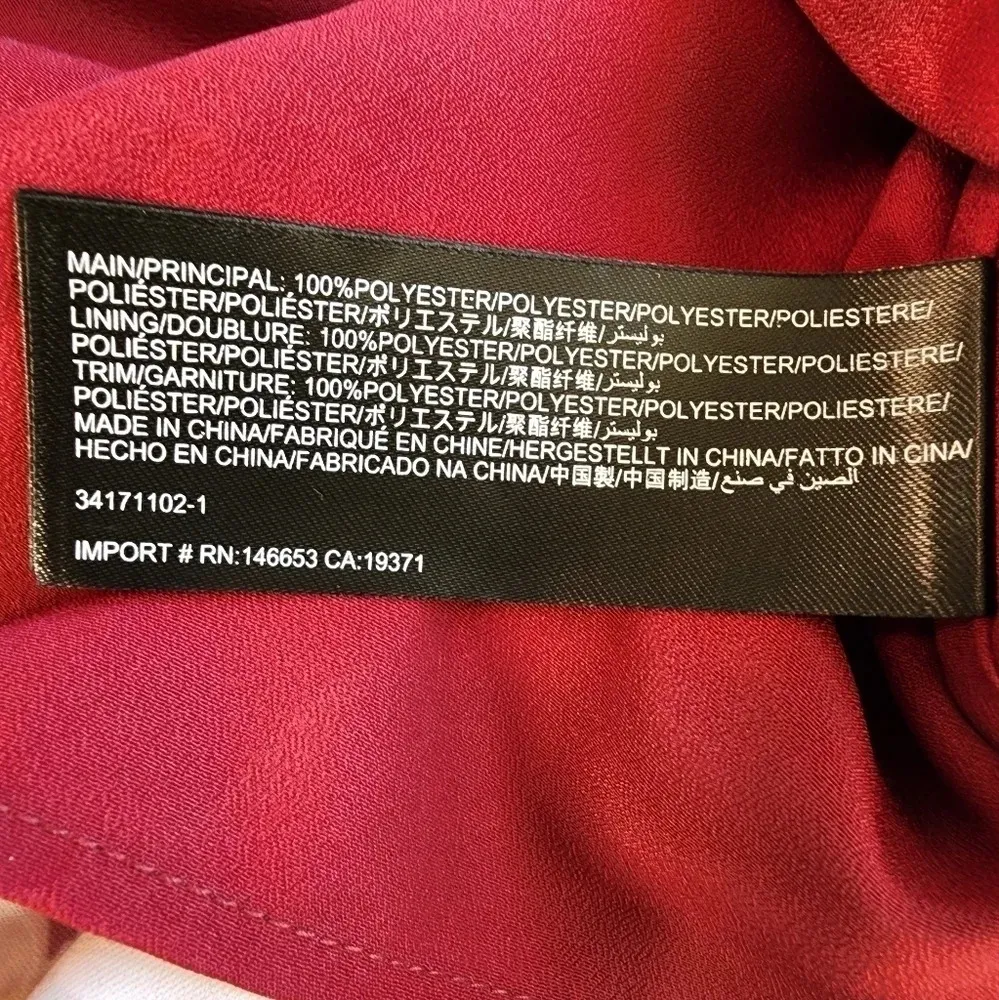 MAIN/PRINCIPAL: 100%POLYESTER/POLYESTER/POLYESTER/POLIESTERE/
POLIÉSTER/POLIÉSTER/ポリエステル/聚酯纤维/بوليستر
LINING/DOUBLURE: 100%POLYESTER/POLYESTER/POLYESTER/POLIESTERE/
POLIÉSTER/POLIÉSTER/ポリエステル/聚酯纤维/بوليستر
TRIM/GARNITURE: 100%POLYESTER/POLYESTER/POLYESTER/POLIESTERE/
POLIÉSTER/POLIÉSTER/ポリエステル/聚酯纤维/بوليستر
MADE IN CHINA/FABRIQUÉ EN CHINE/HERGESTELLT IN CHINA/FATTO IN CINA/
HECHO EN CHINA/FABRICADO NA CHINA/中国製/中国制造/الصين في صنع
34171102-1
IMPORT # RN:146653 CA:19371